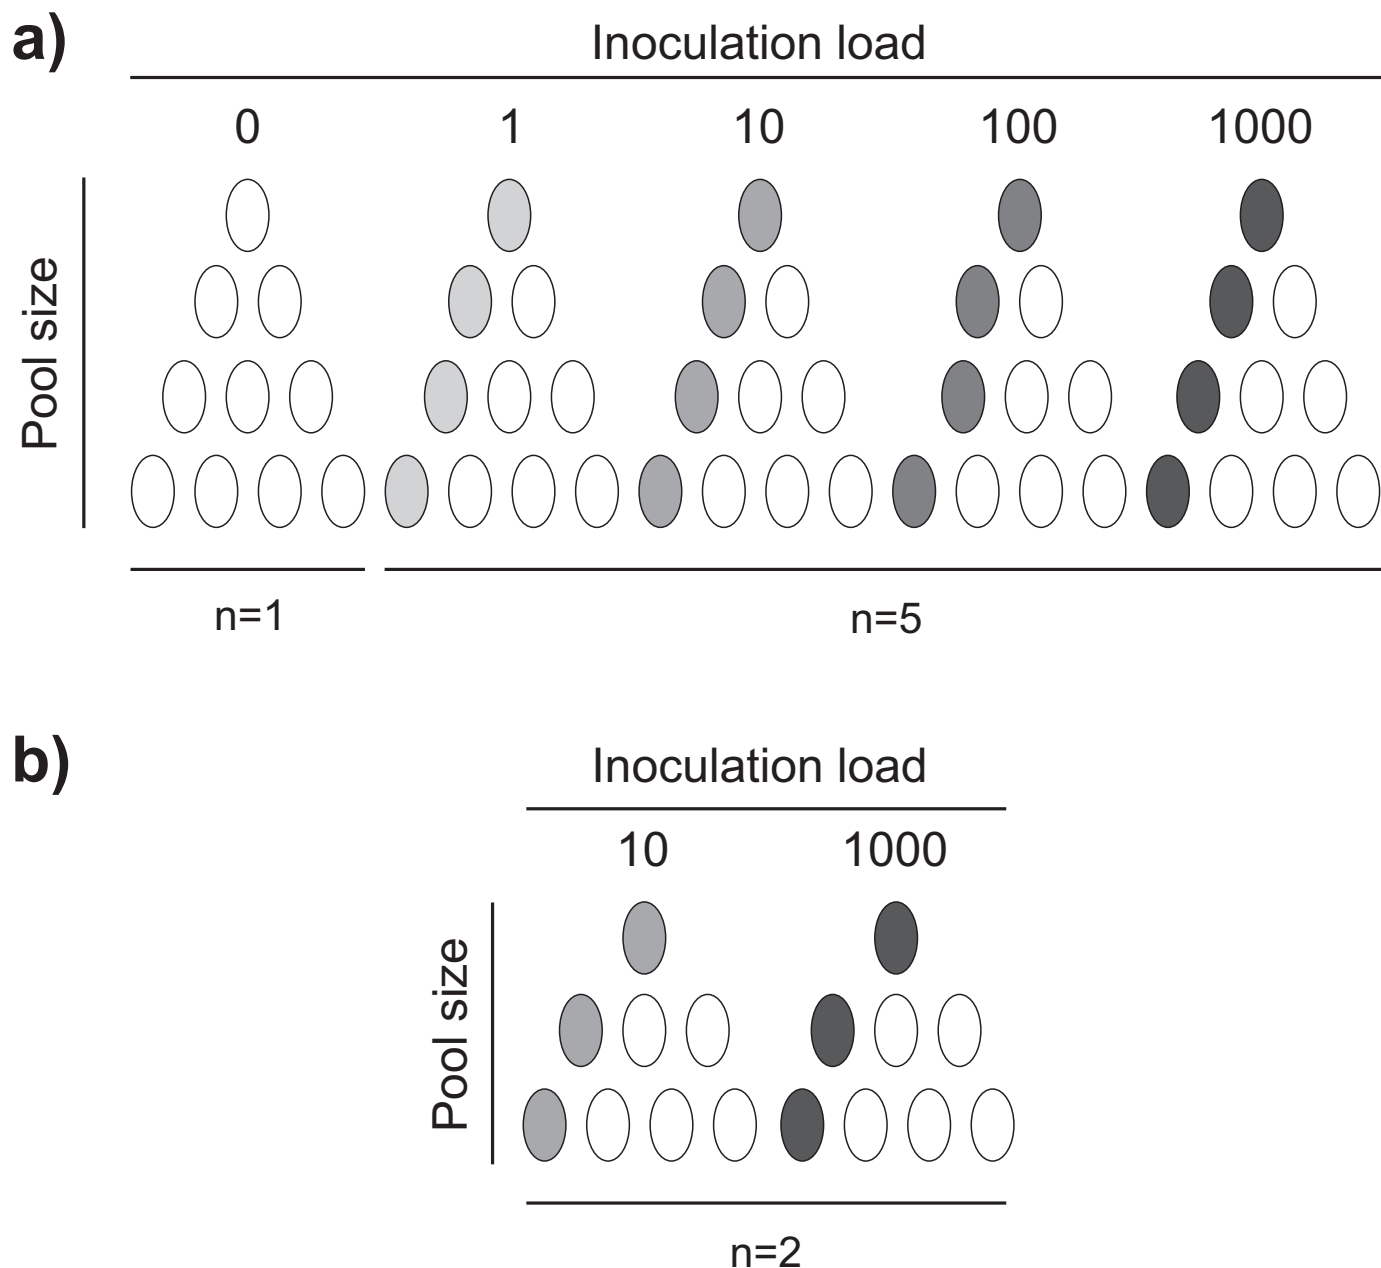 a)
Inoculation load
0 1 10 100 1000
Pool size
n=1 n=5
b)
Inoculation load
10 1000
Pool size
n=2